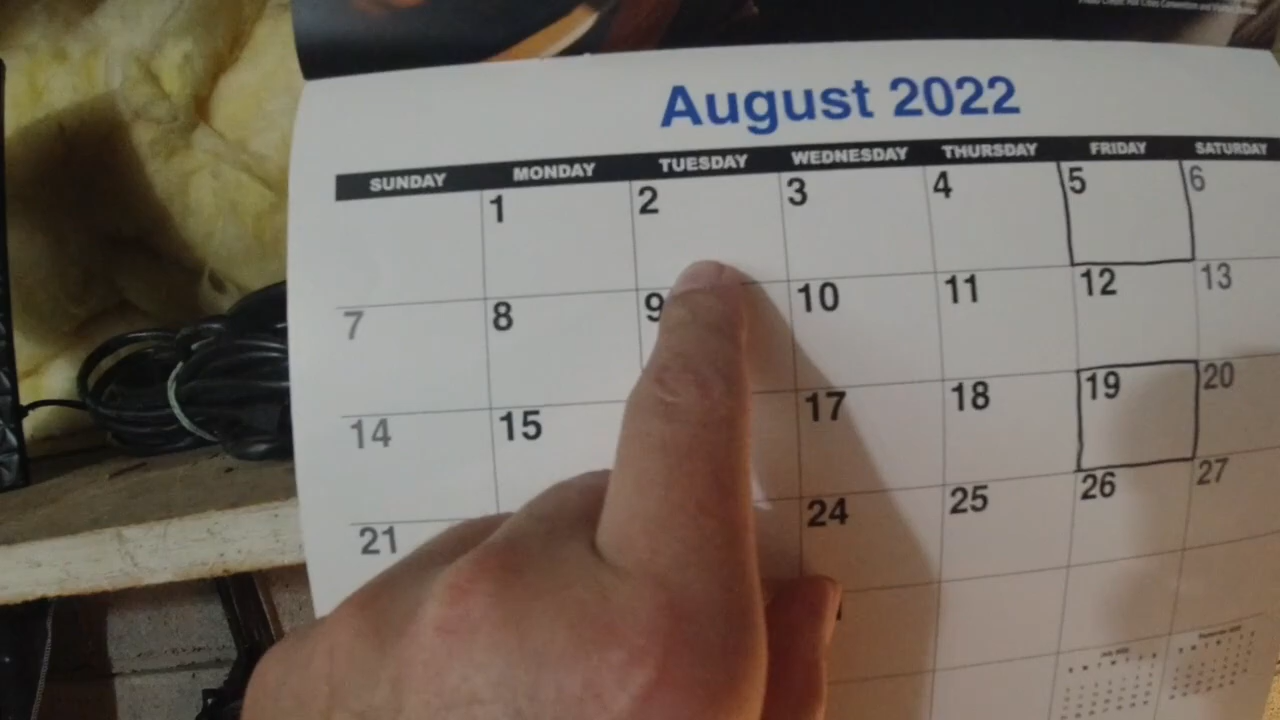 August 2022
SUNDAY MONDAY TUESDAY WEDNESDAY THURSDAY FRIDAY SATURDAY
1 2 3 4 5 6
7 8 9 10 11 12 13
14 15 17 18 19 20
21 24 25 26 27